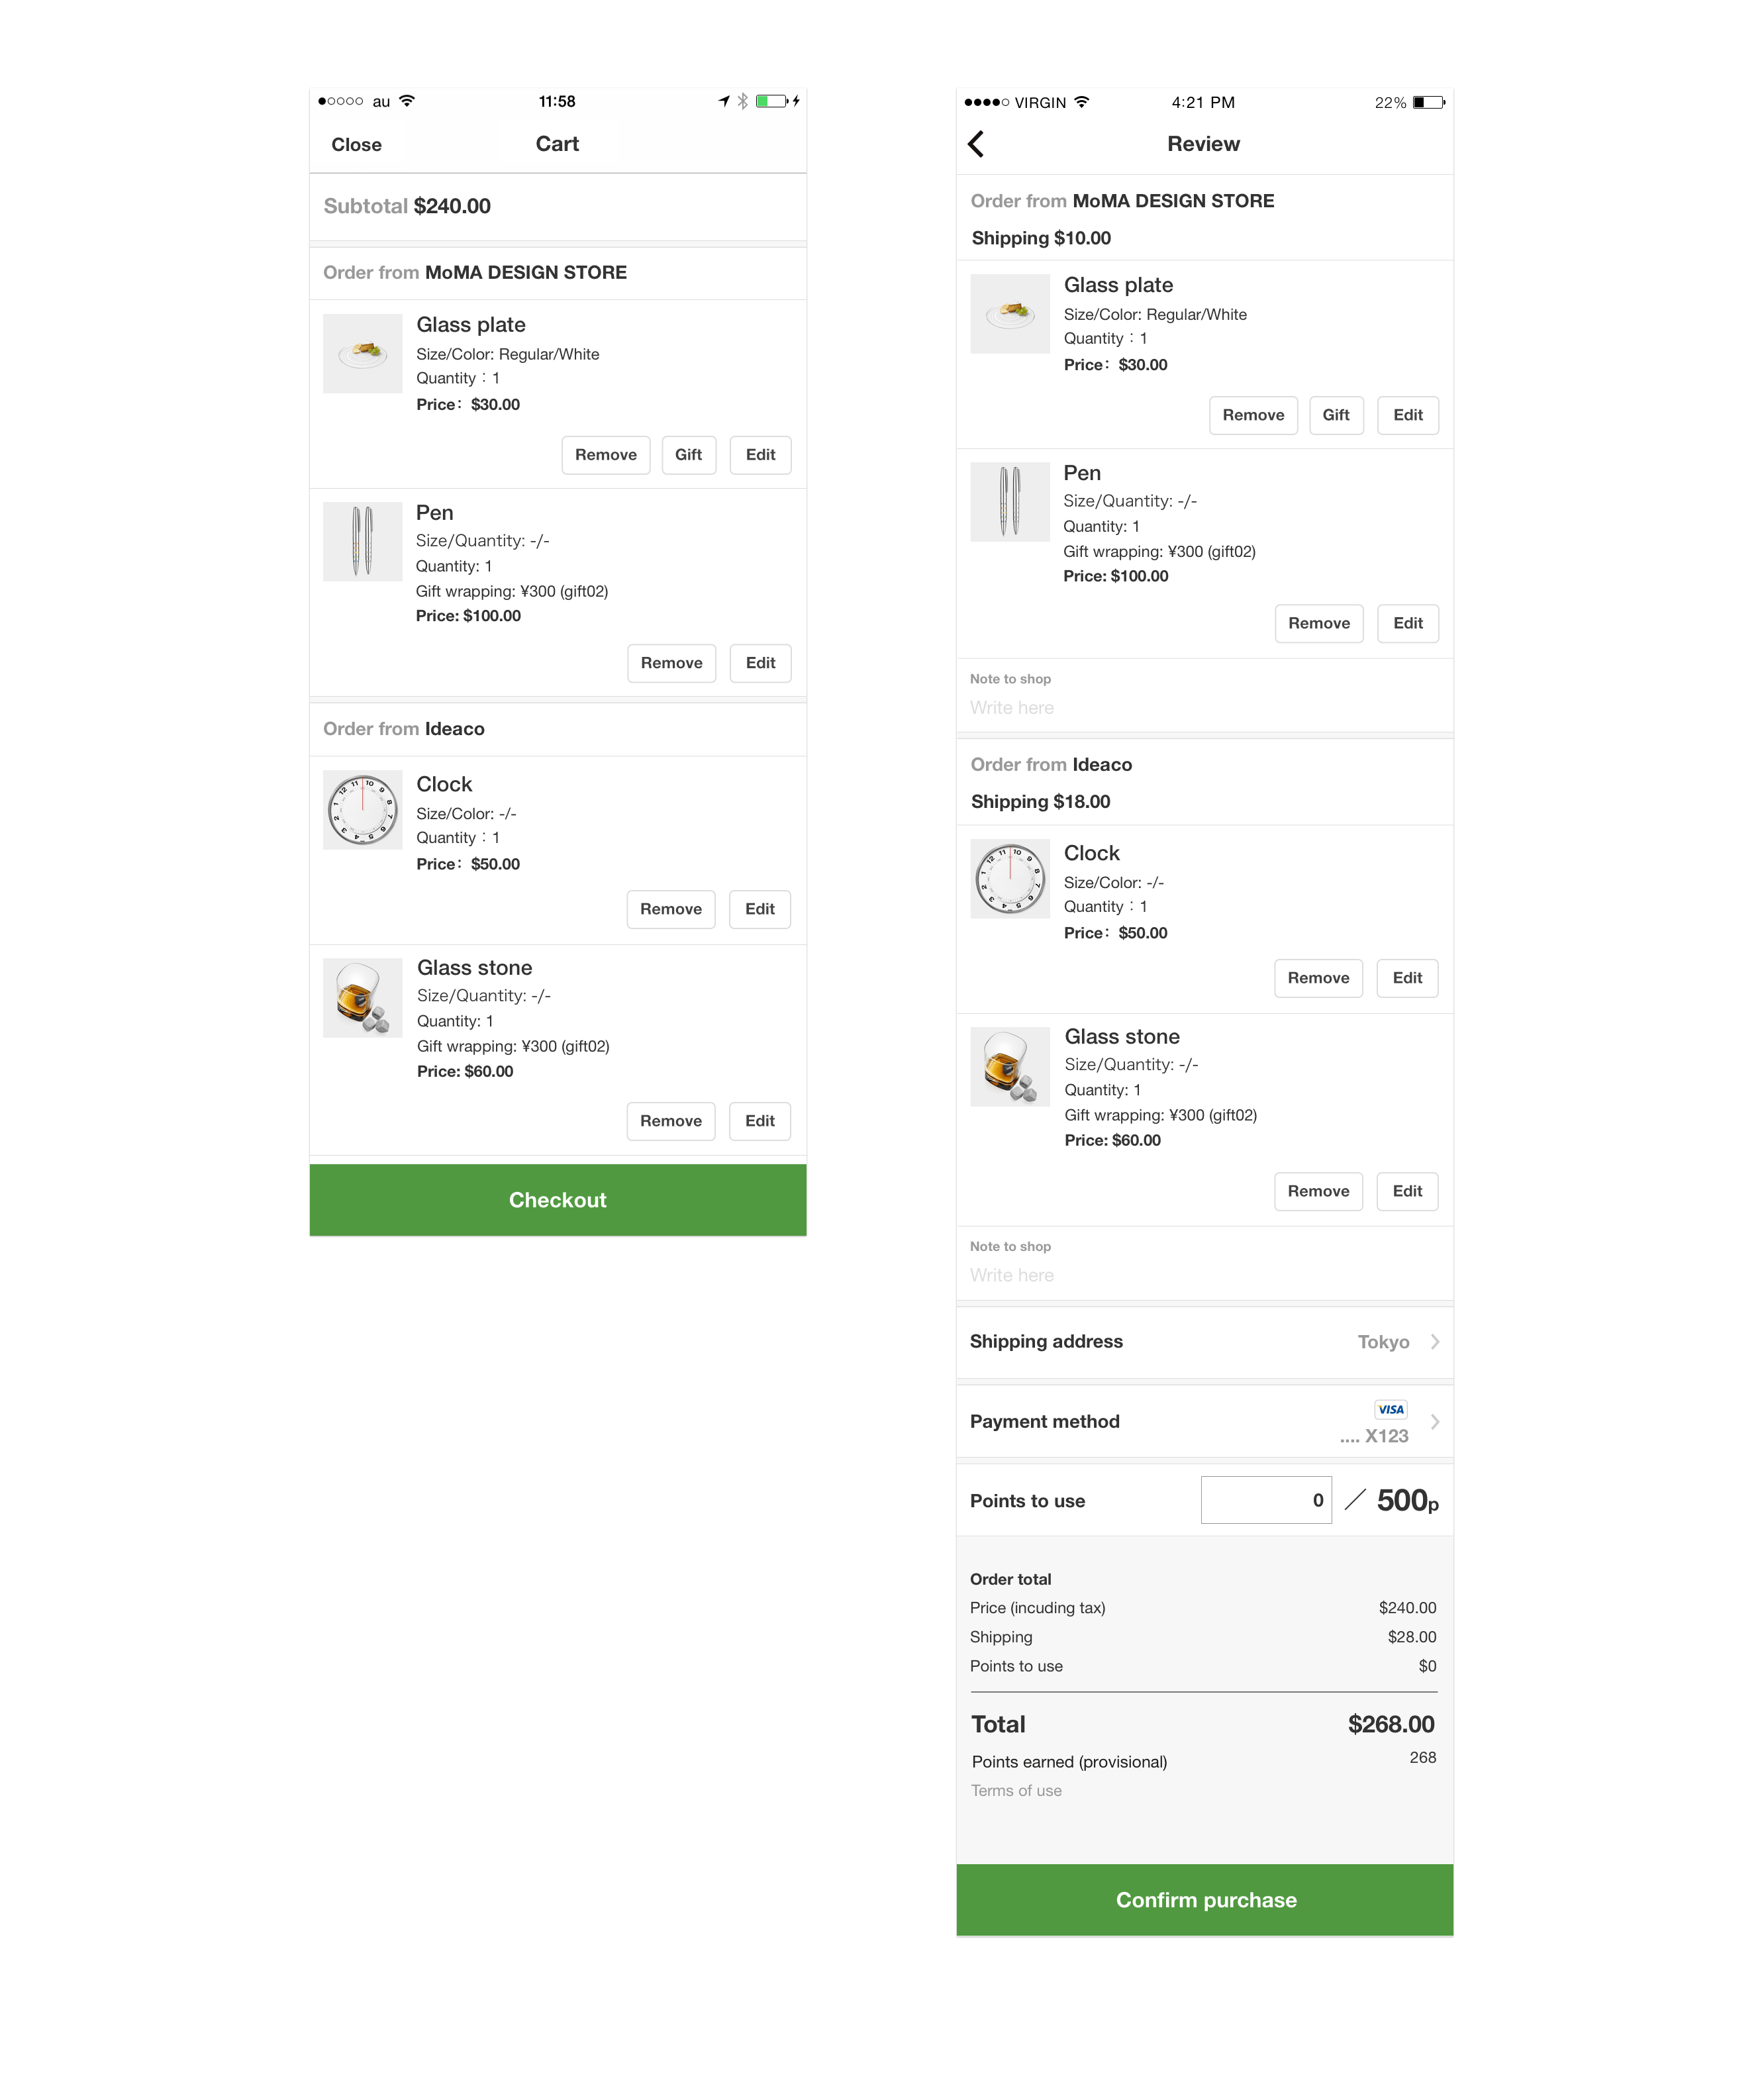 au 11:58
Close Cart
Subtotal $240.00
Order from MoMA DESIGN STORE
Glass plate
Size/Color: Regular/White
Quantity：1
Price： $30.00
Remove Gift Edit
Pen
Size/Quantity: -/-
Quantity: 1
Gift wrapping: ¥300 (gift02)
Price: $100.00
Remove Edit
Order from Ideaco
Clock
Size/Color: -/-
Quantity：1
Price： $50.00
Remove Edit
Glass stone
Size/Quantity: -/-
Quantity: 1
Gift wrapping: ¥300 (gift02)
Price: $60.00
Remove Edit
Checkout
VIRGIN 4:21 PM 22%
Review
Order from MoMA DESIGN STORE
Shipping $10.00
Glass plate
Size/Color: Regular/White
Quantity：1
Price： $30.00
Remove Gift Edit
Pen
Size/Quantity: -/-
Quantity: 1
Gift wrapping: ¥300 (gift02)
Price: $100.00
Remove Edit
Note to shop
Write here
Order from Ideaco
Shipping $18.00
Clock
Size/Color: -/-
Quantity：1
Price： $50.00
Remove Edit
Glass stone
Size/Quantity: -/-
Quantity: 1
Gift wrapping: ¥300 (gift02)
Price: $60.00
Remove Edit
Note to shop
Write here
Shipping address Tokyo
VISA
Payment method
.... X123
Points to use 0 / 500p
Order total
Price (incuding tax) $240.00
Shipping $28.00
Points to use $0
Total $268.00
Points earned (provisional) 268
Terms of use
Confirm purchase